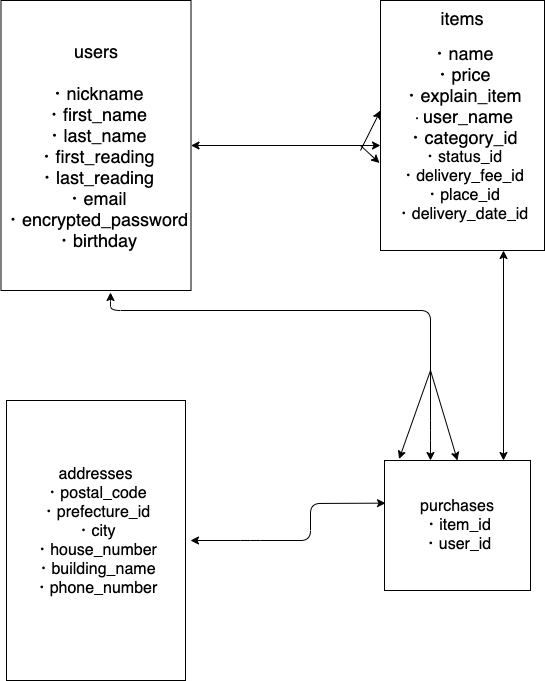 users
・nickname
・first_name
・last_name
・first_reading
・last_reading
・email
・encrypted_password
・birthday
items
・name
・price
・explain_item
・user_name
・category_id
・status_id
・delivery_fee_id
・place_id
・delivery_date_id
addresses
・postal_code
・prefecture_id
・city
・house_number
・building_name
・phone_number
purchases
・item_id
・user_id